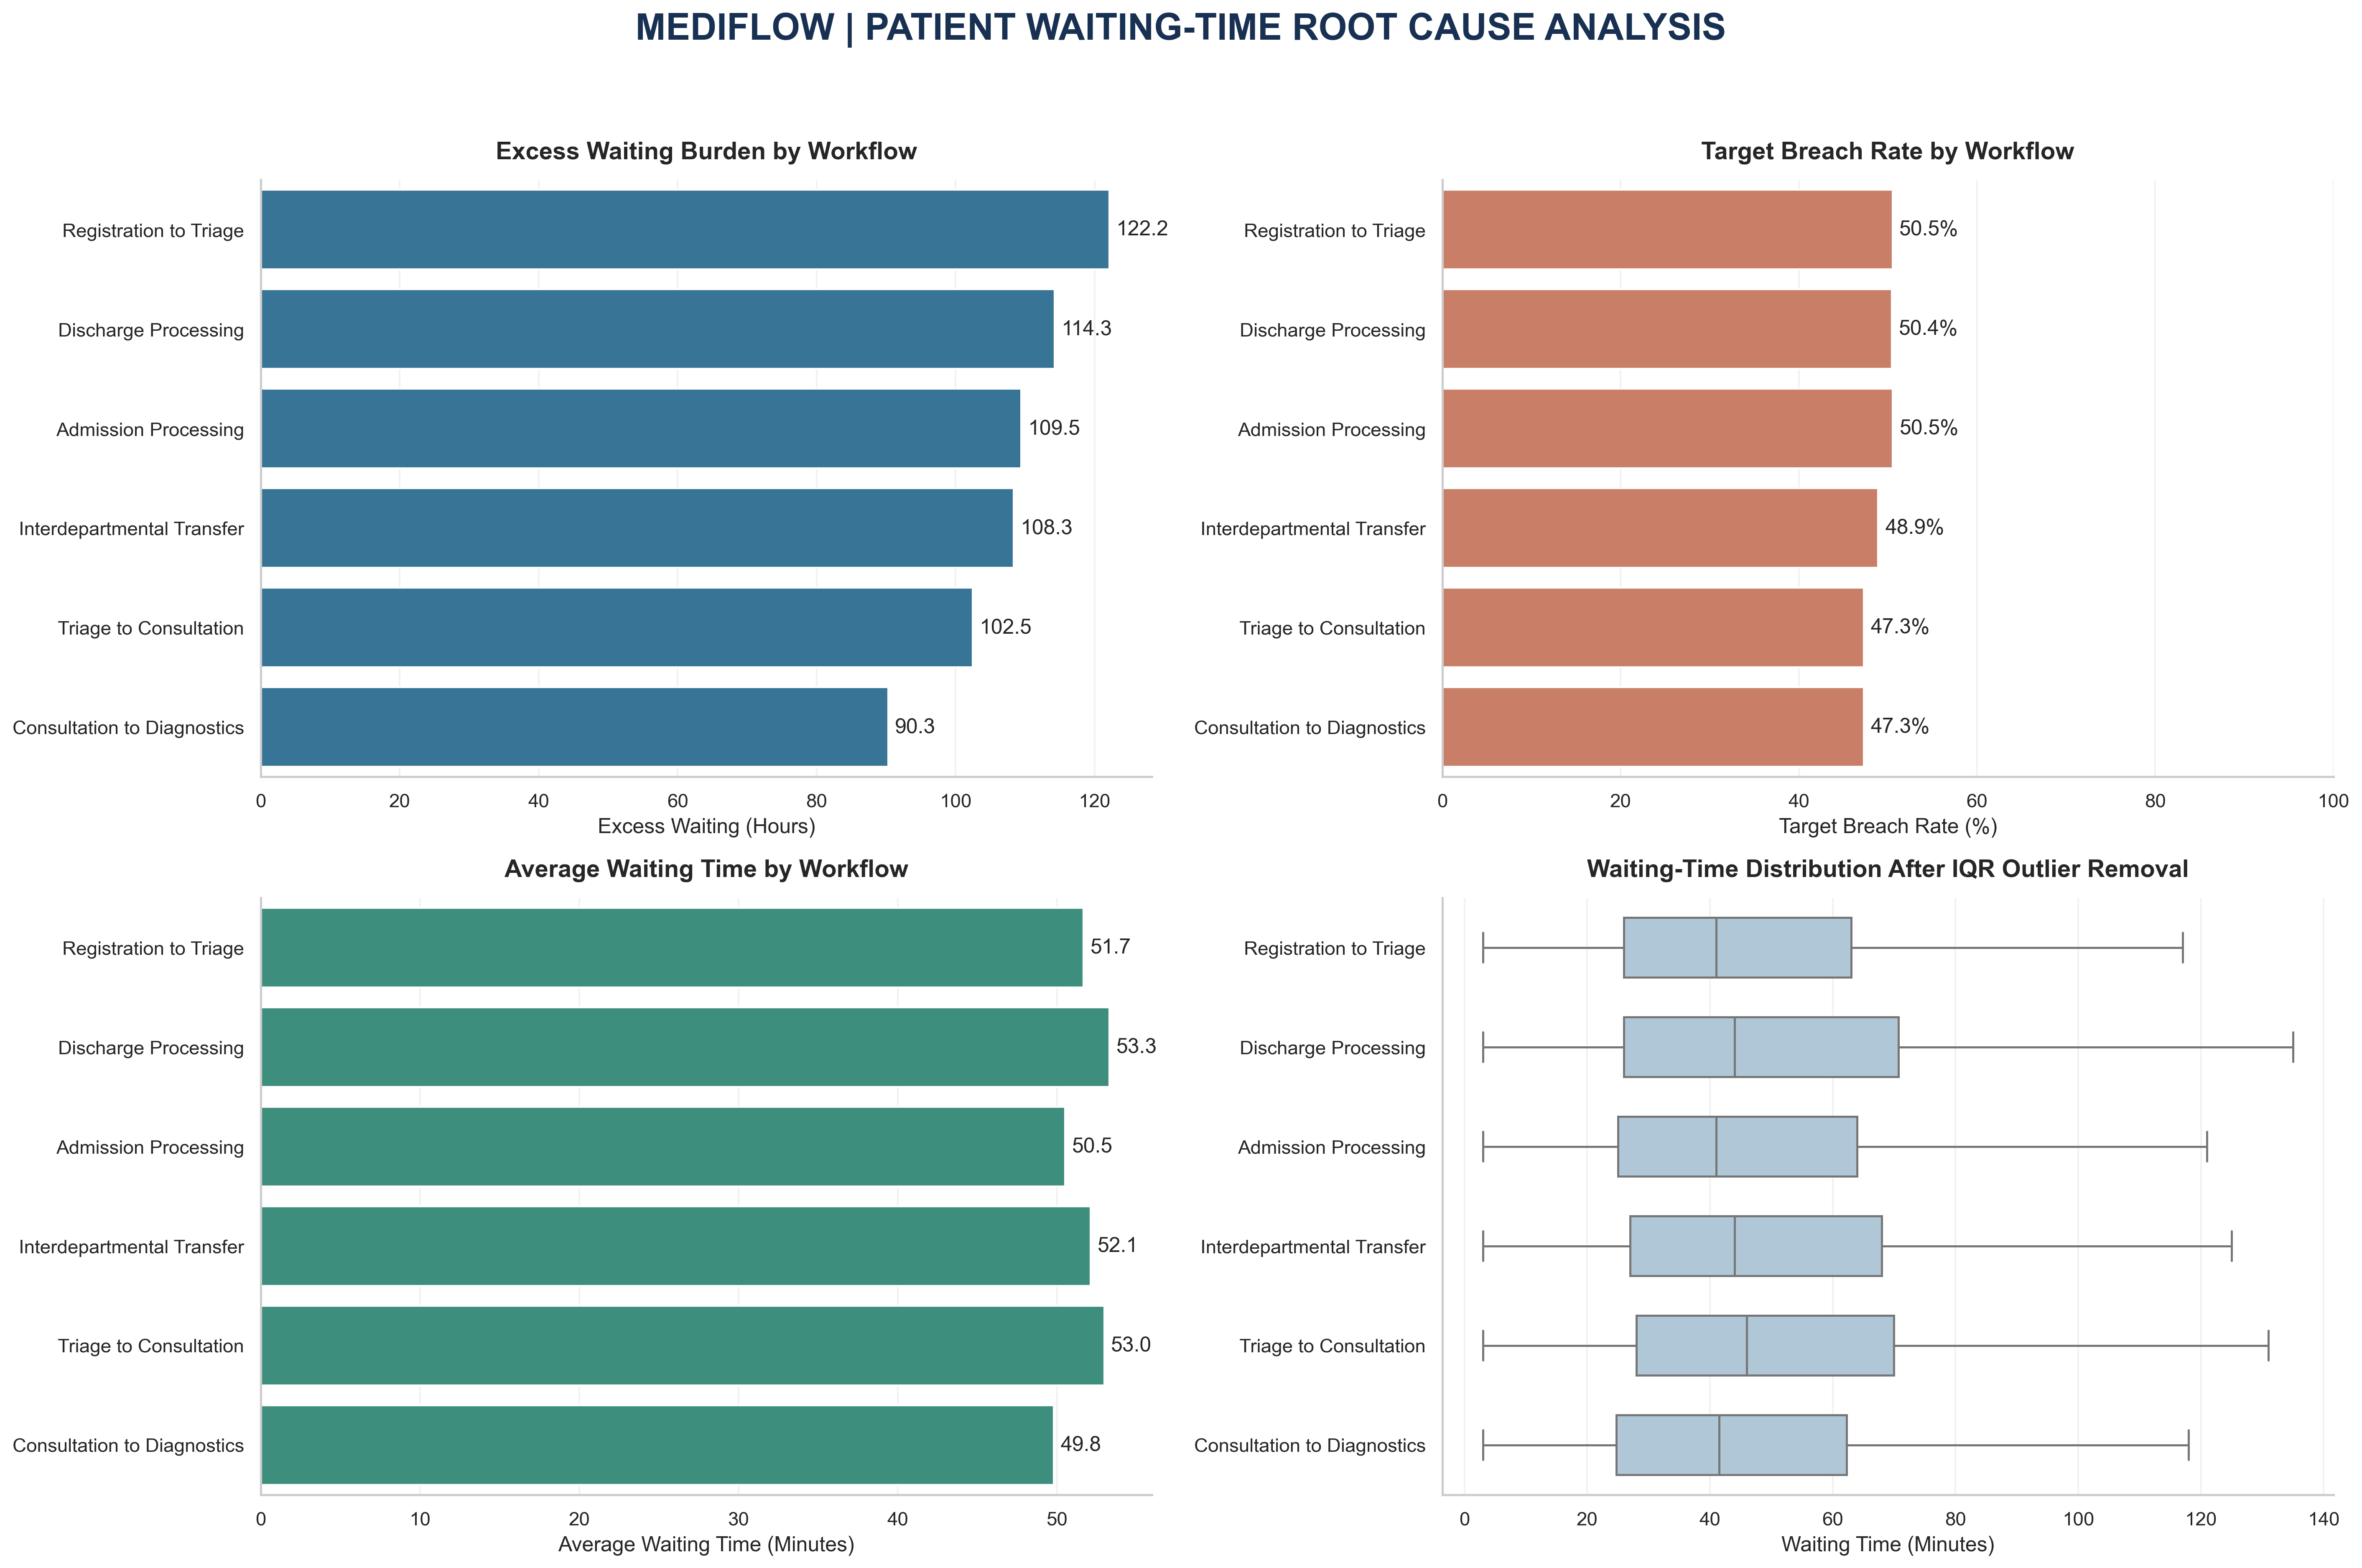 MEDIFLOW | PATIENT WAITING-TIME ROOT CAUSE ANALYSIS
Excess Waiting Burden by Workflow
Registration to Triage
122.2
Discharge Processing
114.3
Admission Processing
109.5
Interdepartmental Transfer
108.3
Triage to Consultation
102.5
Consultation to Diagnostics
90.3
0 20 40 60 80 100 120
Excess Waiting (Hours)
Target Breach Rate by Workflow
Registration to Triage
50.5%
Discharge Processing
50.4%
Admission Processing
50.5%
Interdepartmental Transfer
48.9%
Triage to Consultation
47.3%
Consultation to Diagnostics
47.3%
0 20 40 60 80 100
Target Breach Rate (%)
Average Waiting Time by Workflow
Registration to Triage
51.7
Discharge Processing
53.3
Admission Processing
50.5
Interdepartmental Transfer
52.1
Triage to Consultation
53.0
Consultation to Diagnostics
49.8
0 10 20 30 40 50
Average Waiting Time (Minutes)
Waiting-Time Distribution After IQR Outlier Removal
Registration to Triage
Discharge Processing
Admission Processing
Interdepartmental Transfer
Triage to Consultation
Consultation to Diagnostics
0 20 40 60 80 100 120 140
Waiting Time (Minutes)